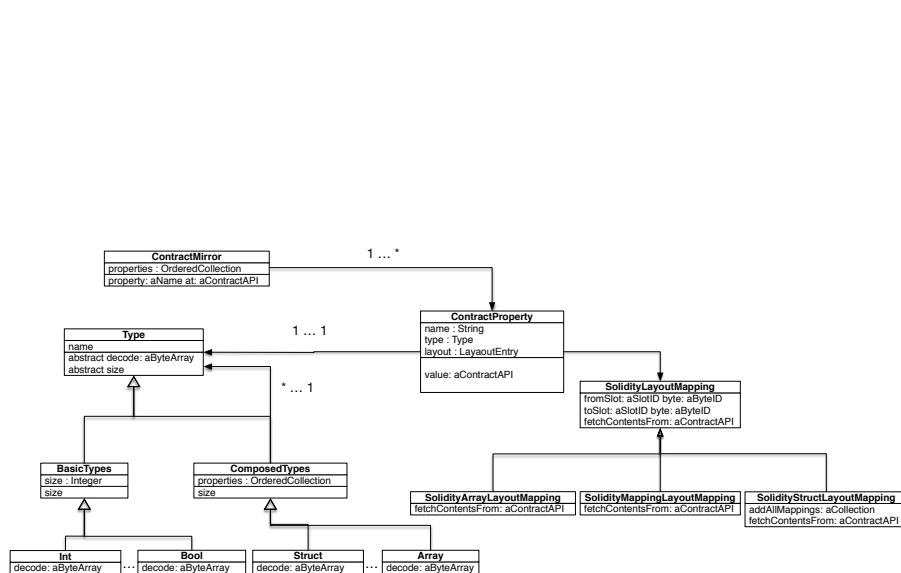 1 ... *
ContractMirror
properties : OrderedCollection
property: aName at: aContractAPI
ContractProperty
name : String
type : Type
layout : LayaoutEntry
value: aContractAPI
1 ... 1
Type
name
abstract decode: aByteArray
abstract size
* ... 1
SolidityLayoutMapping
fromSlot: aSlotID byte: aByteID
toSlot: aSlotID byte: aByteID
fetchContentsFrom: aContractAPI
BasicTypes
size : Integer
size
ComposedTypes
properties : OrderedCollection
size
SolidityArrayLayoutMapping
fetchContentsFrom: aContractAPI
SolidityMappingLayoutMapping
fetchContentsFrom: aContractAPI
SolidityStructLayoutMapping
addAllMappings: aCollection
fetchContentsFrom: aContractAPI
Int
decode: aByteArray
...
Bool
decode: aByteArray
Struct
decode: aByteArray
...
Array
decode: aByteArray